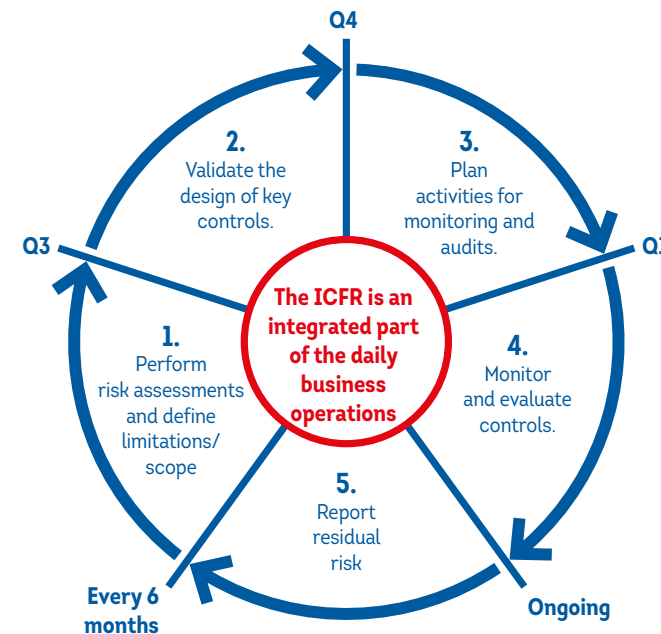 Q4
2.
Validate the
design of key
controls.
3.
Plan
activities for
monitoring and
audits.
Q3
The ICFR is an
integrated part
of the daily
business
operations
1.
Perform
risk assessments
and define
limitations/
scope
4.
Monitor
and evaluate
controls.
5.
Report
residual
risk
Every 6
months
Ongoing